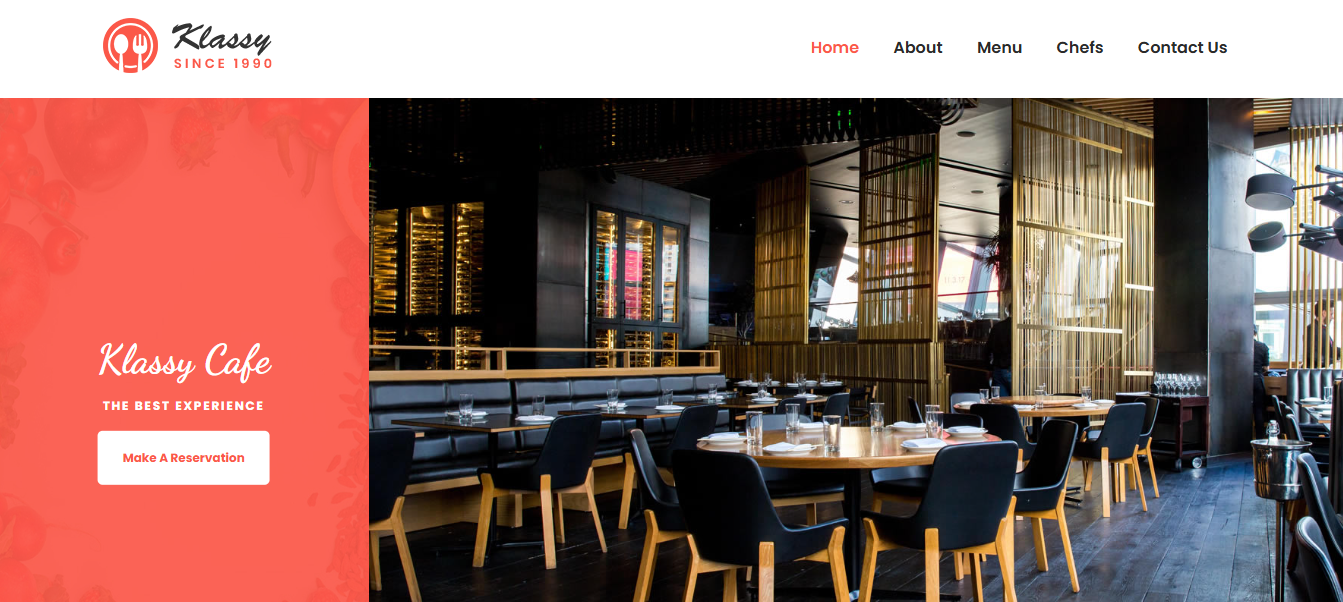 Klassy
SINCE 1990
Home About Menu Chefs Contact Us
Klassy Cafe
THE BEST EXPERIENCE
Make A Reservation